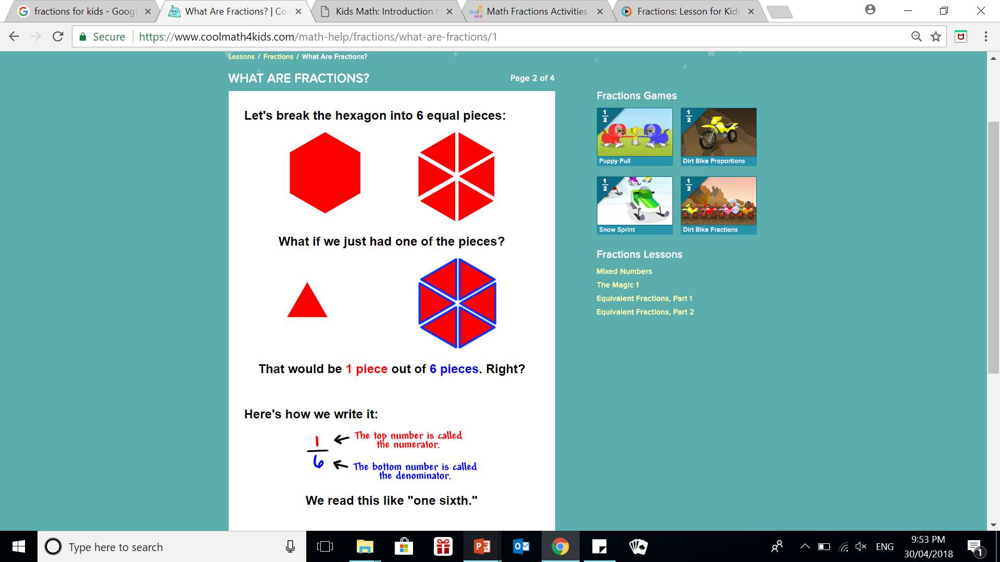 fractions for kids - Googl
What Are Fractions? | Co
Kids Math: Introduction t
Math Fractions Activities
Fractions: Lesson for Kids
Secure
https://www.coolmath4kids.com/math-help/fractions/what-are-fractions/1
Lessons / Fractions / What Are Fractions?
WHAT ARE FRACTIONS?
Page 2 of 4
Let's break the hexagon into 6 equal pieces:
What if we just had one of the pieces?
That would be 1 piece out of 6 pieces. Right?
Here's how we write it:
1
6
The top number is called
the numerator.
The bottom number is called
the denominator.
We read this like "one sixth."
Fractions Games
1
2
Puppy Pull
1
2
Dirt Bike Proportions
1
2
Snow Sprint
1
2
Dirt Bike Fractions
Fractions Lessons
Mixed Numbers
The Magic 1
Equivalent Fractions, Part 1
Equivalent Fractions, Part 2
Type here to search
ENG
9:53 PM
30/04/2018
1